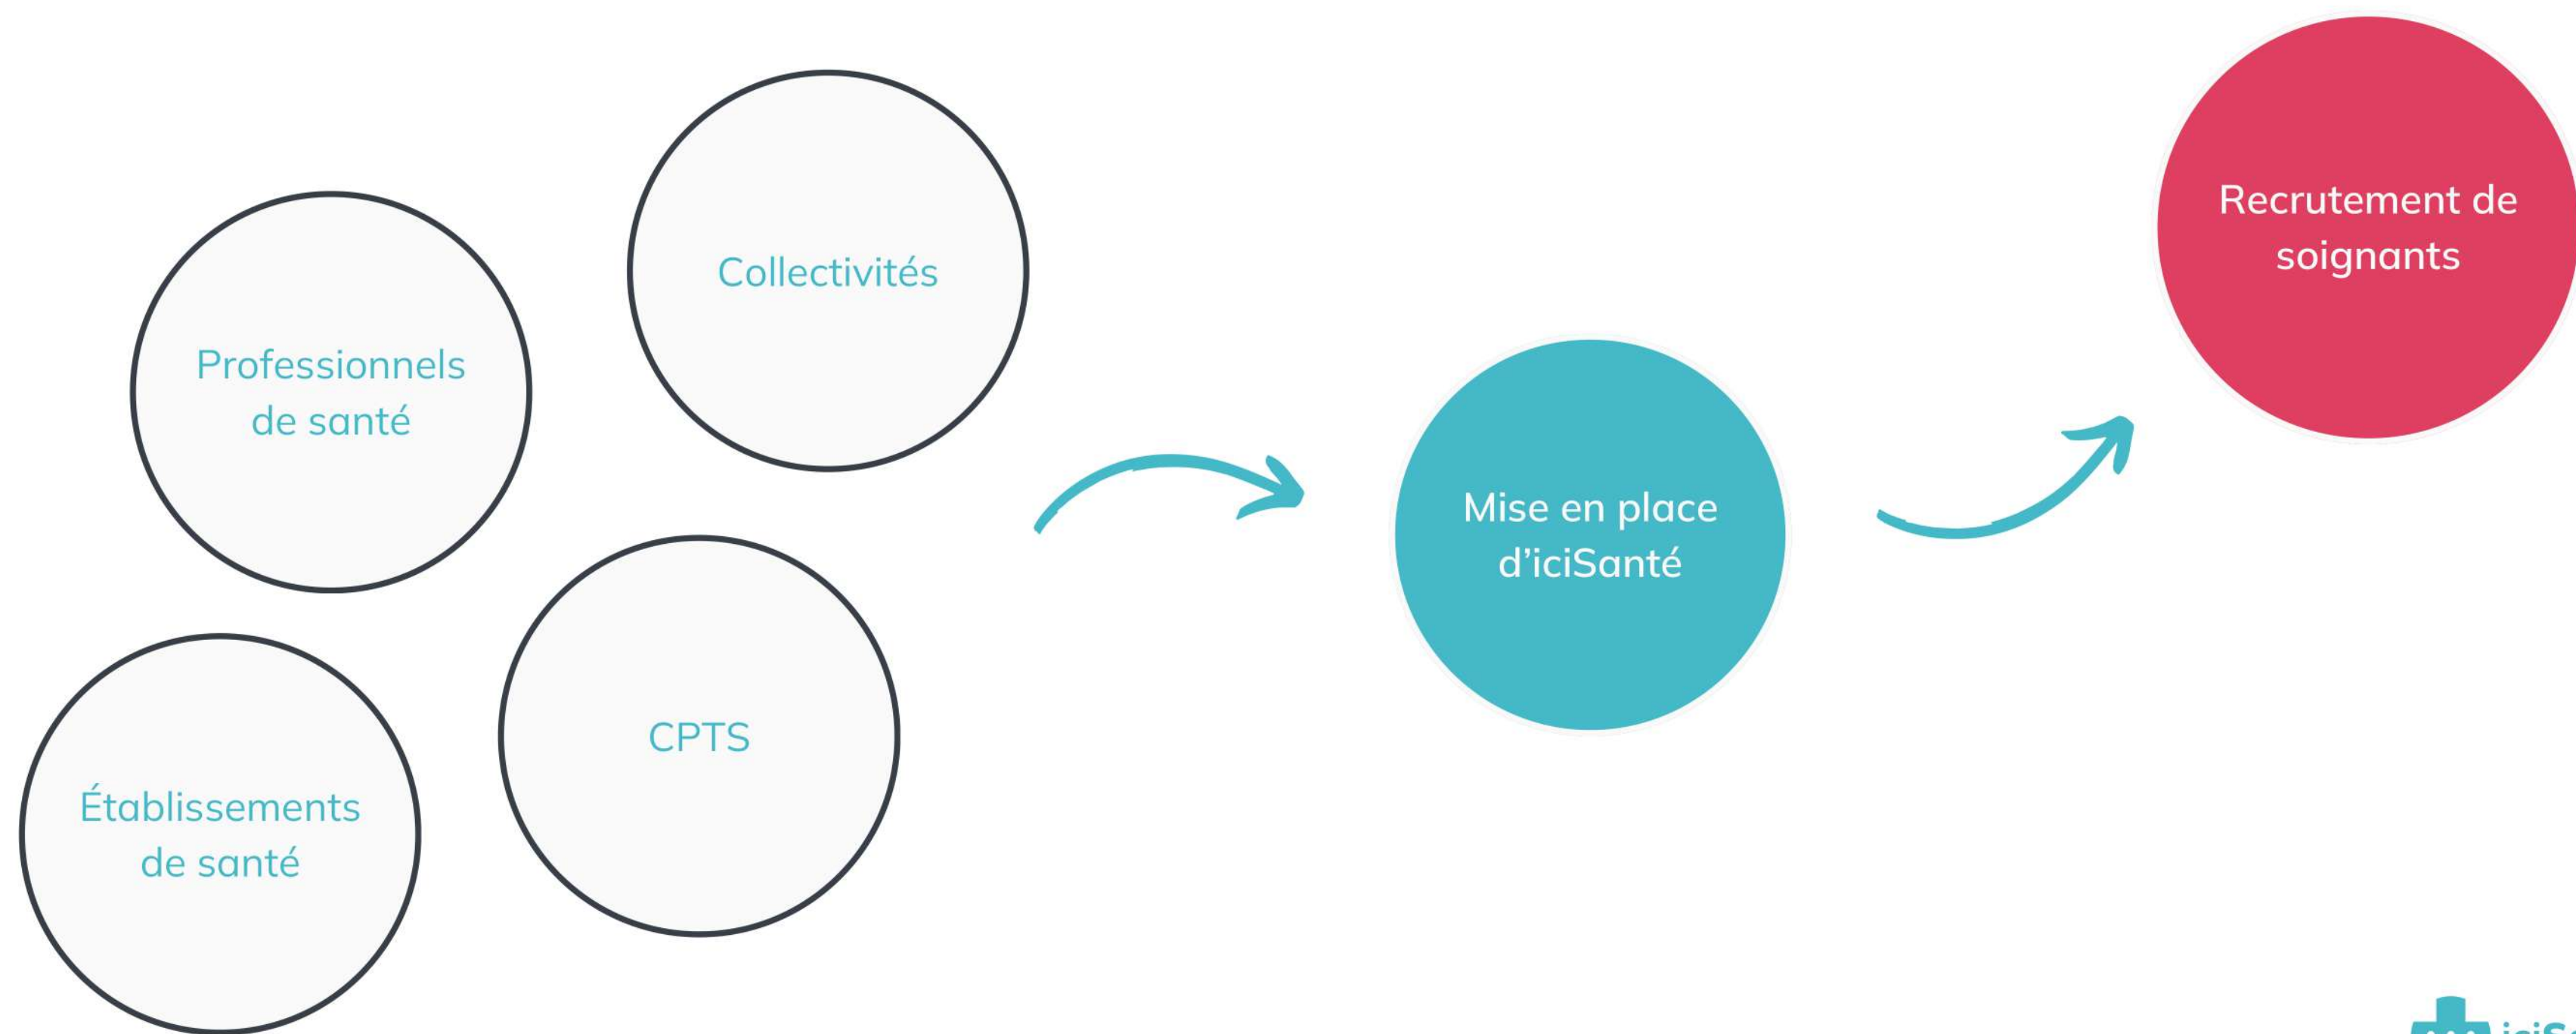 Collectivités
Professionnels
de santé
CPTS
Établissements
de santé
Mise en place
d’iciSanté
Recrutement de
soignants